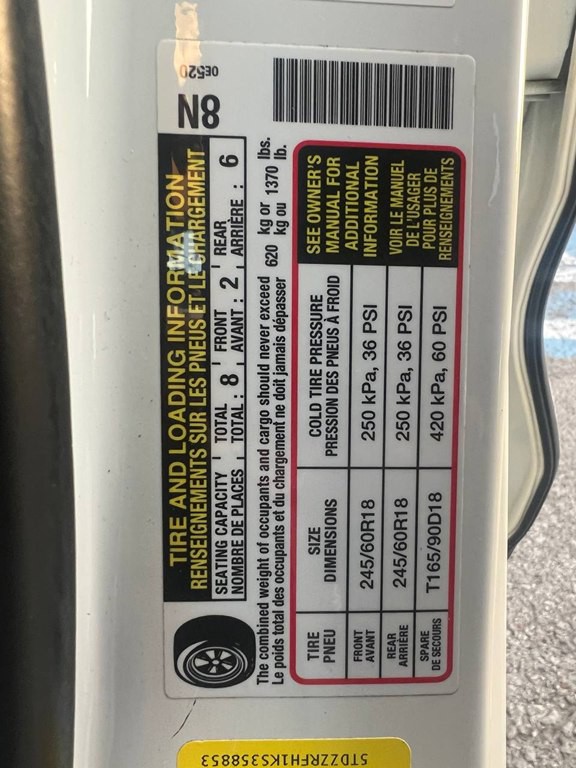 TIRE AND LOADING INFORMATION
RENSEIGNEMENTS SUR LES PNEUS ET LE CHARGEMENT
8N
0E520
SEATING CAPACITY TOTAL FRONT REAR
NOMBRE DE PLACES TOTAL : 8 AVANT : 2 ARRIÈRE : 6
The combined weight of occupants and cargo should never exceed 620 kg or 1370 lbs.
Le poids total des occupants et du chargement ne doit jamais dépasser kg ou lb.
TIRE SIZE COLD TIRE PRESSURE
PNEU DIMENSIONS PRESSION DES PNEUS À FROID
FRONT
AVANT
245/60R18 250 kPa, 36 PSI
REAR
ARRIÈRE
245/60R18 250 kPa, 36 PSI
SPARE
DE SECOURS
T165/90D18 420 kPa, 60 PSI
SEE OWNER'S
MANUAL FOR
ADDITIONAL
INFORMATION
VOIR LE MANUEL
DE L'USAGER
POUR PLUS DE
RENSEIGNEMENTS
5TDZZRFH1KS358853